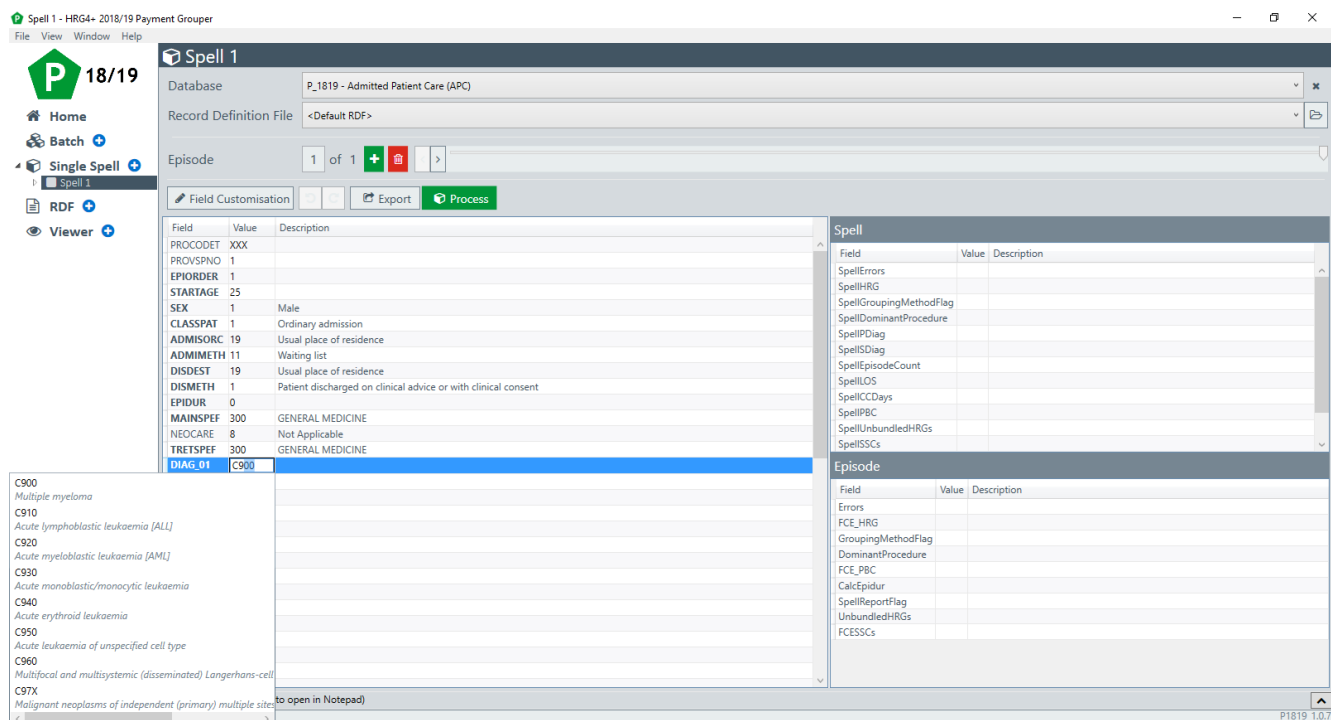 Spell 1 - HRG4+ 2018/19 Payment Grouper
File View Window Help
P 18/19
Home
Batch
Single Spell
Spell 1
RDF
Viewer
Spell 1
Database P_1819 - Admitted Patient Care (APC)
Record Definition File <Default RDF>
Episode 1 of 1
Field Customisation Export Process
Field Value Description
PROCODET XXX
PROVSPNO 1
EPIORDER 1
STARTAGE 25
SEX 1 Male
CLASSPAT 1 Ordinary admission
ADMISORC 19 Usual place of residence
ADMIMETH 11 Waiting list
DISDEST 19 Usual place of residence
DISMETH 1 Patient discharged on clinical advice or with clinical consent
EPIDUR 0
MAINSPEF 300 GENERAL MEDICINE
NEOCARE 8 Not Applicable
TRETSPEF 300 GENERAL MEDICINE
DIAG_01 C900
C900
Multiple myeloma
C910
Acute lymphoblastic leukaemia [ALL]
C920
Acute myeloblastic leukaemia [AML]
C930
Acute monoblastic/monocytic leukaemia
C940
Acute erythroid leukaemia
C950
Acute leukaemia of unspecified cell type
C960
Multifocal and multisystemic (disseminated) Langerhans-cell
C97X
Malignant neoplasms of independent (primary) multiple sites
to open in Notepad)
Spell
Field Value Description
SpellErrors
SpellHRG
SpellGroupingMethodFlag
SpellDominantProcedure
SpellPDiag
SpellSDiag
SpellEpisodeCount
SpellLOS
SpellCCDays
SpellPBC
SpellUnbundledHRGs
SpellSSCs
Episode
Field Value Description
Errors
FCE_HRG
GroupingMethodFlag
DominantProcedure
FCE_PBC
CalcEpidur
SpellReportFlag
UnbundledHRGs
FCESSCs
P1819 1.0.7